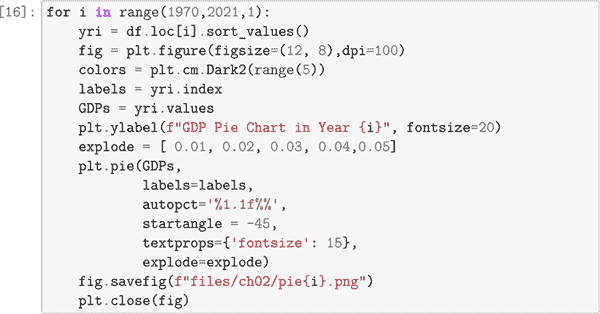 [16]: for i in range(1970,2021,1):
    yri = df.loc[i].sort_values()
    fig = plt.figure(figsize=(12, 8),dpi=100)
    colors = plt.cm.Dark2(range(5))
    labels = yri.index
    GDPs = yri.values
    plt.ylabel(f"GDP Pie Chart in Year {i}", fontsize=20)
    explode = [ 0.01, 0.02, 0.03, 0.04,0.05]
    plt.pie(GDPs,
            labels=labels,
            autopct='%1.1f%%',
            startangle = -45,
            textprops={'fontsize': 15},
            explode=explode)
    fig.savefig(f"files/ch02/pie{i}.png")
    plt.close(fig)